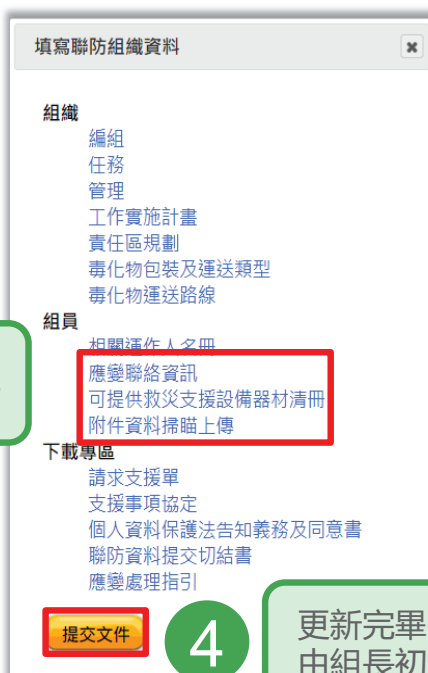 填寫聯防組織資料
組織
編組
任務
管理
工作實施計畫
責任區規劃
毒化物包裝及運送類型
毒化物運送路線
組員
相關運作人名冊
應變聯絡資訊
可提供救災支援設備器材清冊
附件資料掃瞄上傳
下載專區
請求支援單
支援事項協定
個人資料保護法告知義務及同意書
聯防資料提交切結書
應變處理指引
提交文件
4
更新完畢
由組長初